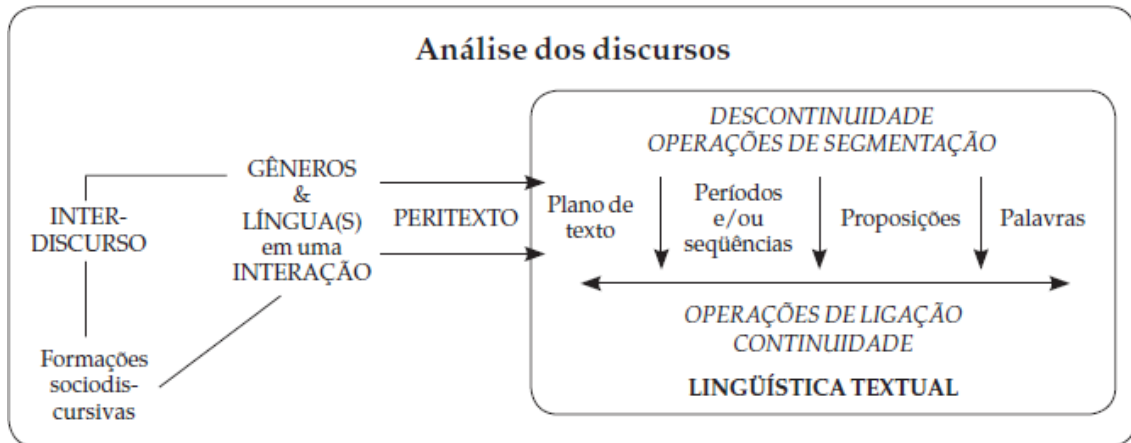 Análise dos discursos
DESCONTINUIDADE
OPERAÇÕES DE SEGMENTAÇÃO
INTER-
DISCURSO
GÊNEROS
&
LÍNGUA(S)
em uma
INTERAÇÃO
PERITEXTO
Plano de
texto
Períodos
e/ou
seqüências
Proposições
Palavras
OPERAÇÕES DE LIGAÇÃO
CONTINUIDADE
Formações
sociodis-
cursivas
LINGÜÍSTICA TEXTUAL